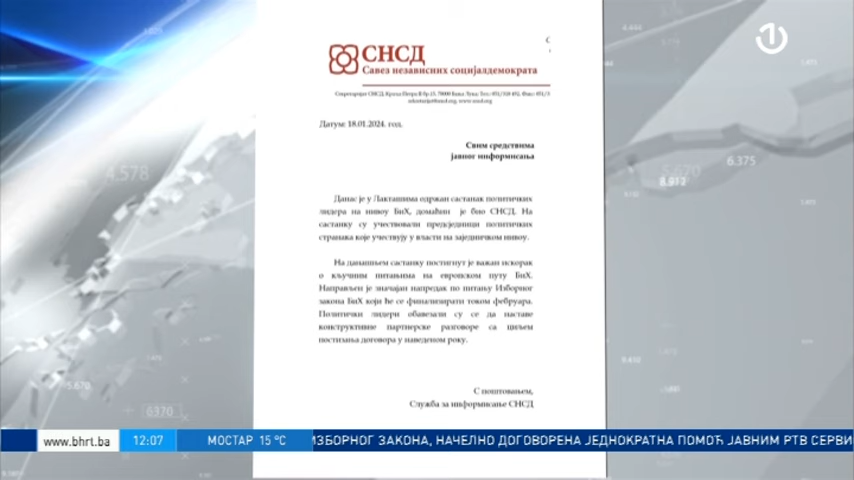 СНСД
Савез независних социјалдемократа
Датум: 18.01.2024. год.
Свим средствима
јавног информисања
Данас је у Лакташима одржан састанак политичких
лидера на нивоу БиХ, домаћин је био СНСД. На
састанку су учествовали предсједници политичких
странака које учествују у власти на заједничком нивоу.
На данашњем састанку постигнут је важан искорак
о кључним питањима на европском путу БиХ.
Направљен је значајан напредак по питању Изборног
закона БиХ који ће се финализирати током фебруара.
Политички лидери обавезали су се да наставе
конструктивне партнерске разговоре са циљем
постизања договора у наведеном року.
С поштовањем,
Служба за информисање СНСД
4.578
6.375
8.912
6370
www.bhrt.ba 12:07 МОСТАР 15 °C ИЗБОРНОГ ЗАКОНА, НАЧЕЛНО ДОГОВОРЕНА ЈЕДНОКРАТНА ПОМОЋ ЈАВНИМ РТВ СЕРВИ